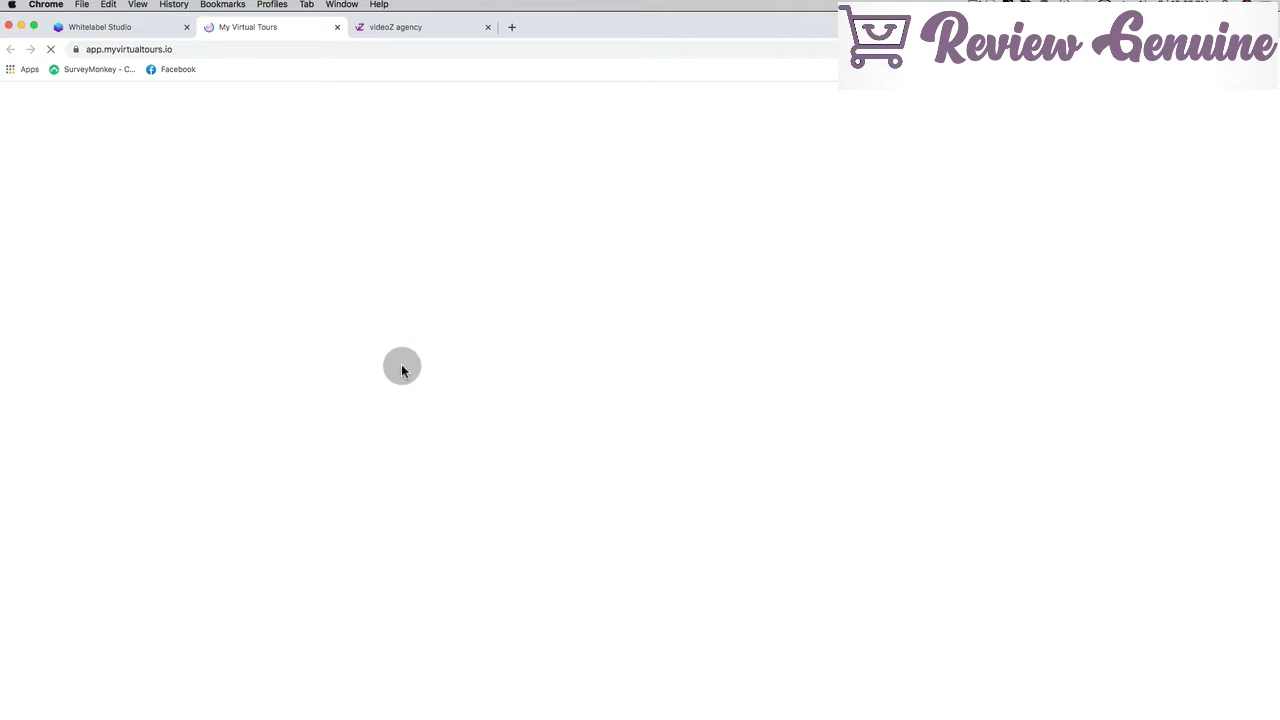 Chrome File Edit View History Bookmarks Profiles Tab Window Help
Whitelabel Studio My Virtual Tours videoZ agency
app.myvirtualtours.io
Apps SurveyMonkey - C... Facebook
Review Genuine